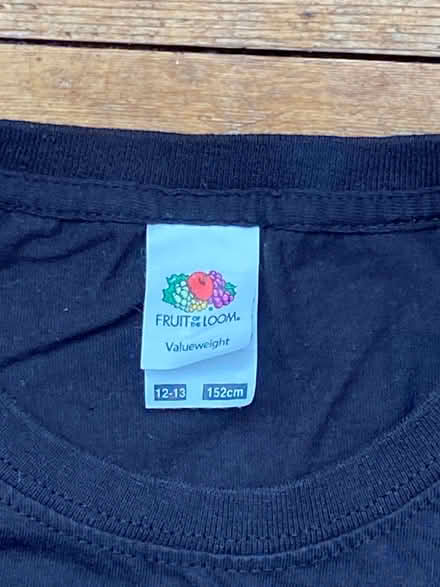 FRUIT OF THE LOOM®
Valueweight
12-13 152cm